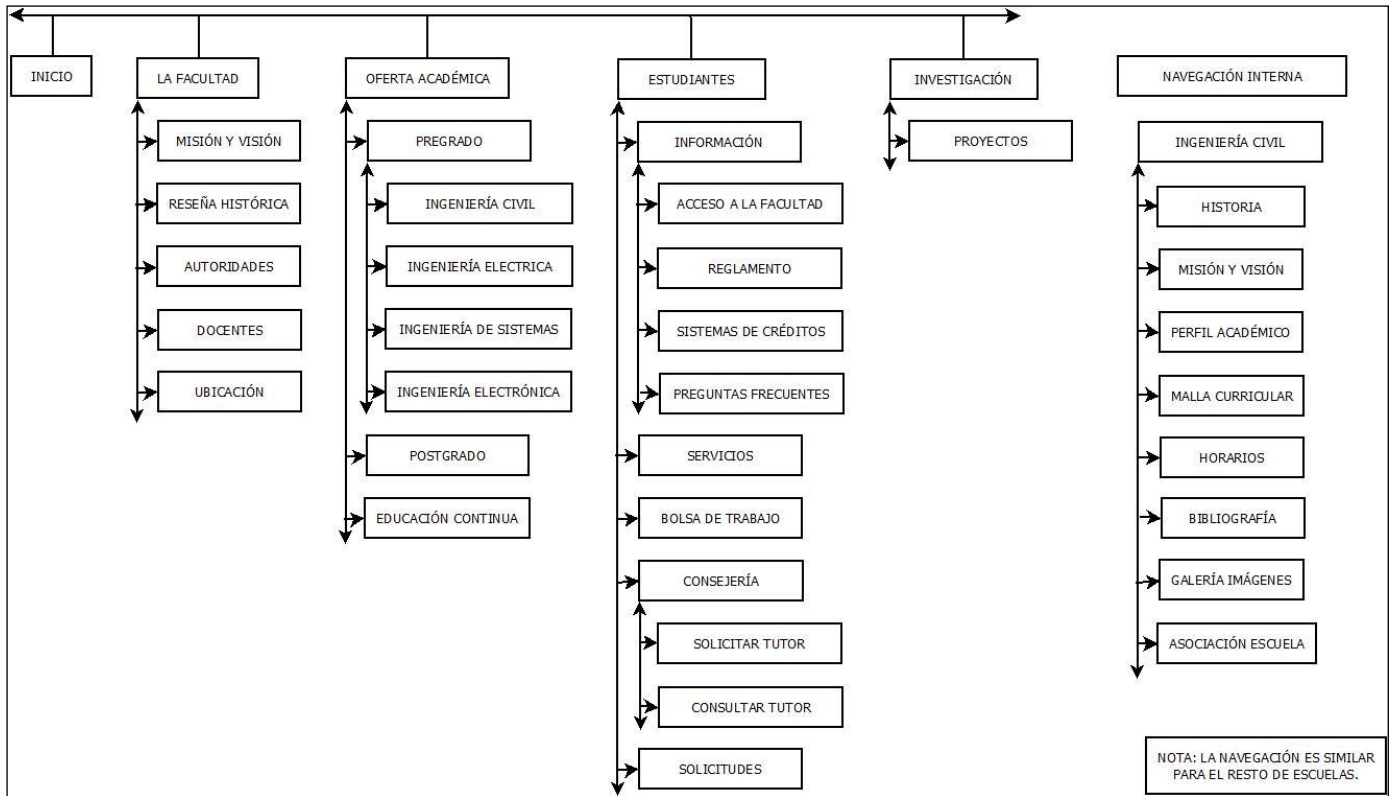 INICIO
LA FACULTAD
MISIÓN Y VISIÓN
RESEÑA HISTÓRICA
AUTORIDADES
DOCENTES
UBICACIÓN
OFERTA ACADÉMICA
PREGRADO
INGENIERÍA CIVIL
INGENIERÍA ELECTRICA
INGENIERÍA DE SISTEMAS
INGENIERÍA ELECTRÓNICA
POSTGRADO
EDUCACIÓN CONTINUA
ESTUDIANTES
INFORMACIÓN
ACCESO A LA FACULTAD
REGLAMENTO
SISTEMAS DE CRÉDITOS
PREGUNTAS FRECUENTES
SERVICIOS
BOLSA DE TRABAJO
CONSEJERÍA
SOLICITAR TUTOR
CONSULTAR TUTOR
SOLICITUDES
INVESTIGACIÓN
PROYECTOS
NAVEGACIÓN INTERNA
INGENIERÍA CIVIL
HISTORIA
MISIÓN Y VISIÓN
PERFIL ACADÉMICO
MALLA CURRICULAR
HORARIOS
BIBLIOGRAFÍA
GALERÍA IMÁGENES
ASOCIACIÓN ESCUELA
NOTA: LA NAVEGACIÓN ES SIMILAR
PARA EL RESTO DE ESCUELAS.